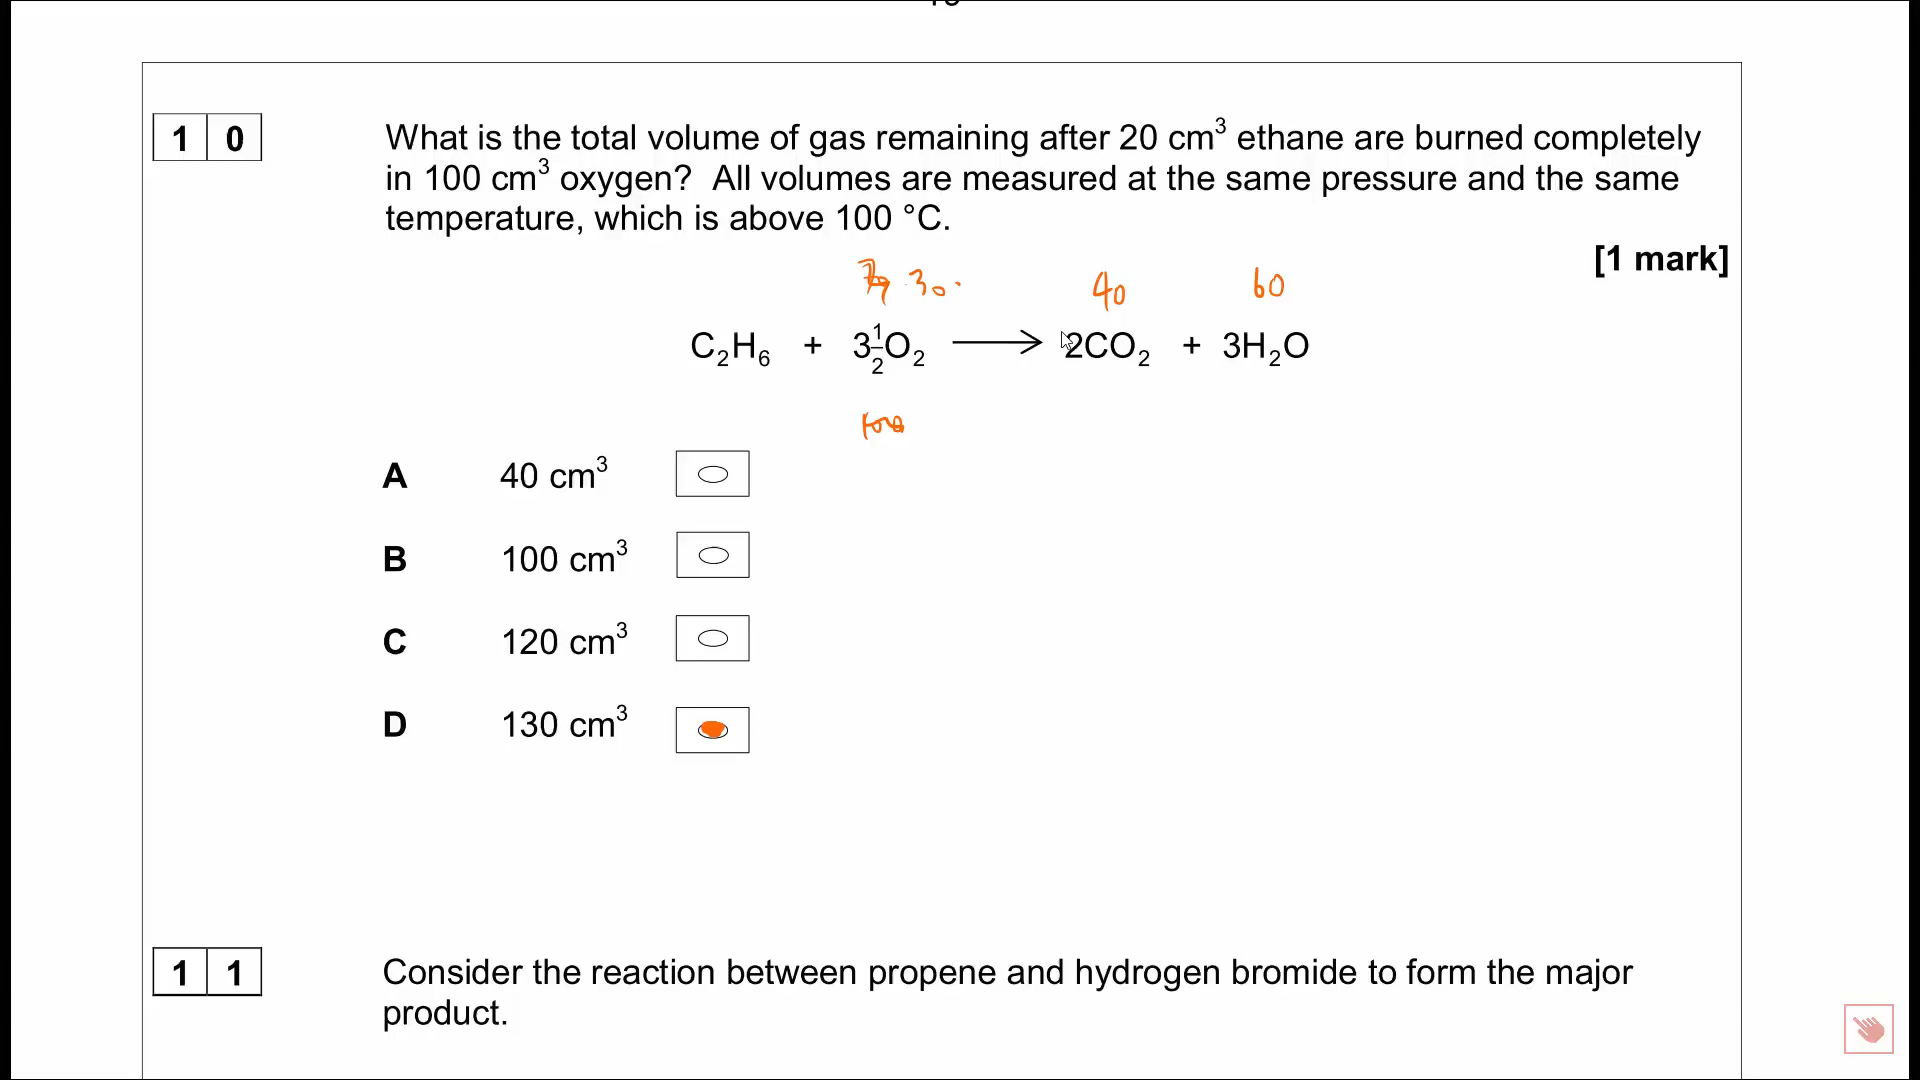 1 0
What is the total volume of gas remaining after 20 cm³ ethane are burned completely
in 100 cm³ oxygen? All volumes are measured at the same pressure and the same
temperature, which is above 100 °C.
[1 mark]
30. 40 60
C₂H₆ + 3½O₂ ⟶ 2CO₂ + 3H₂O
A 40 cm³
B 100 cm³
C 120 cm³
D 130 cm³
1 1
Consider the reaction between propene and hydrogen bromide to form the major
product.